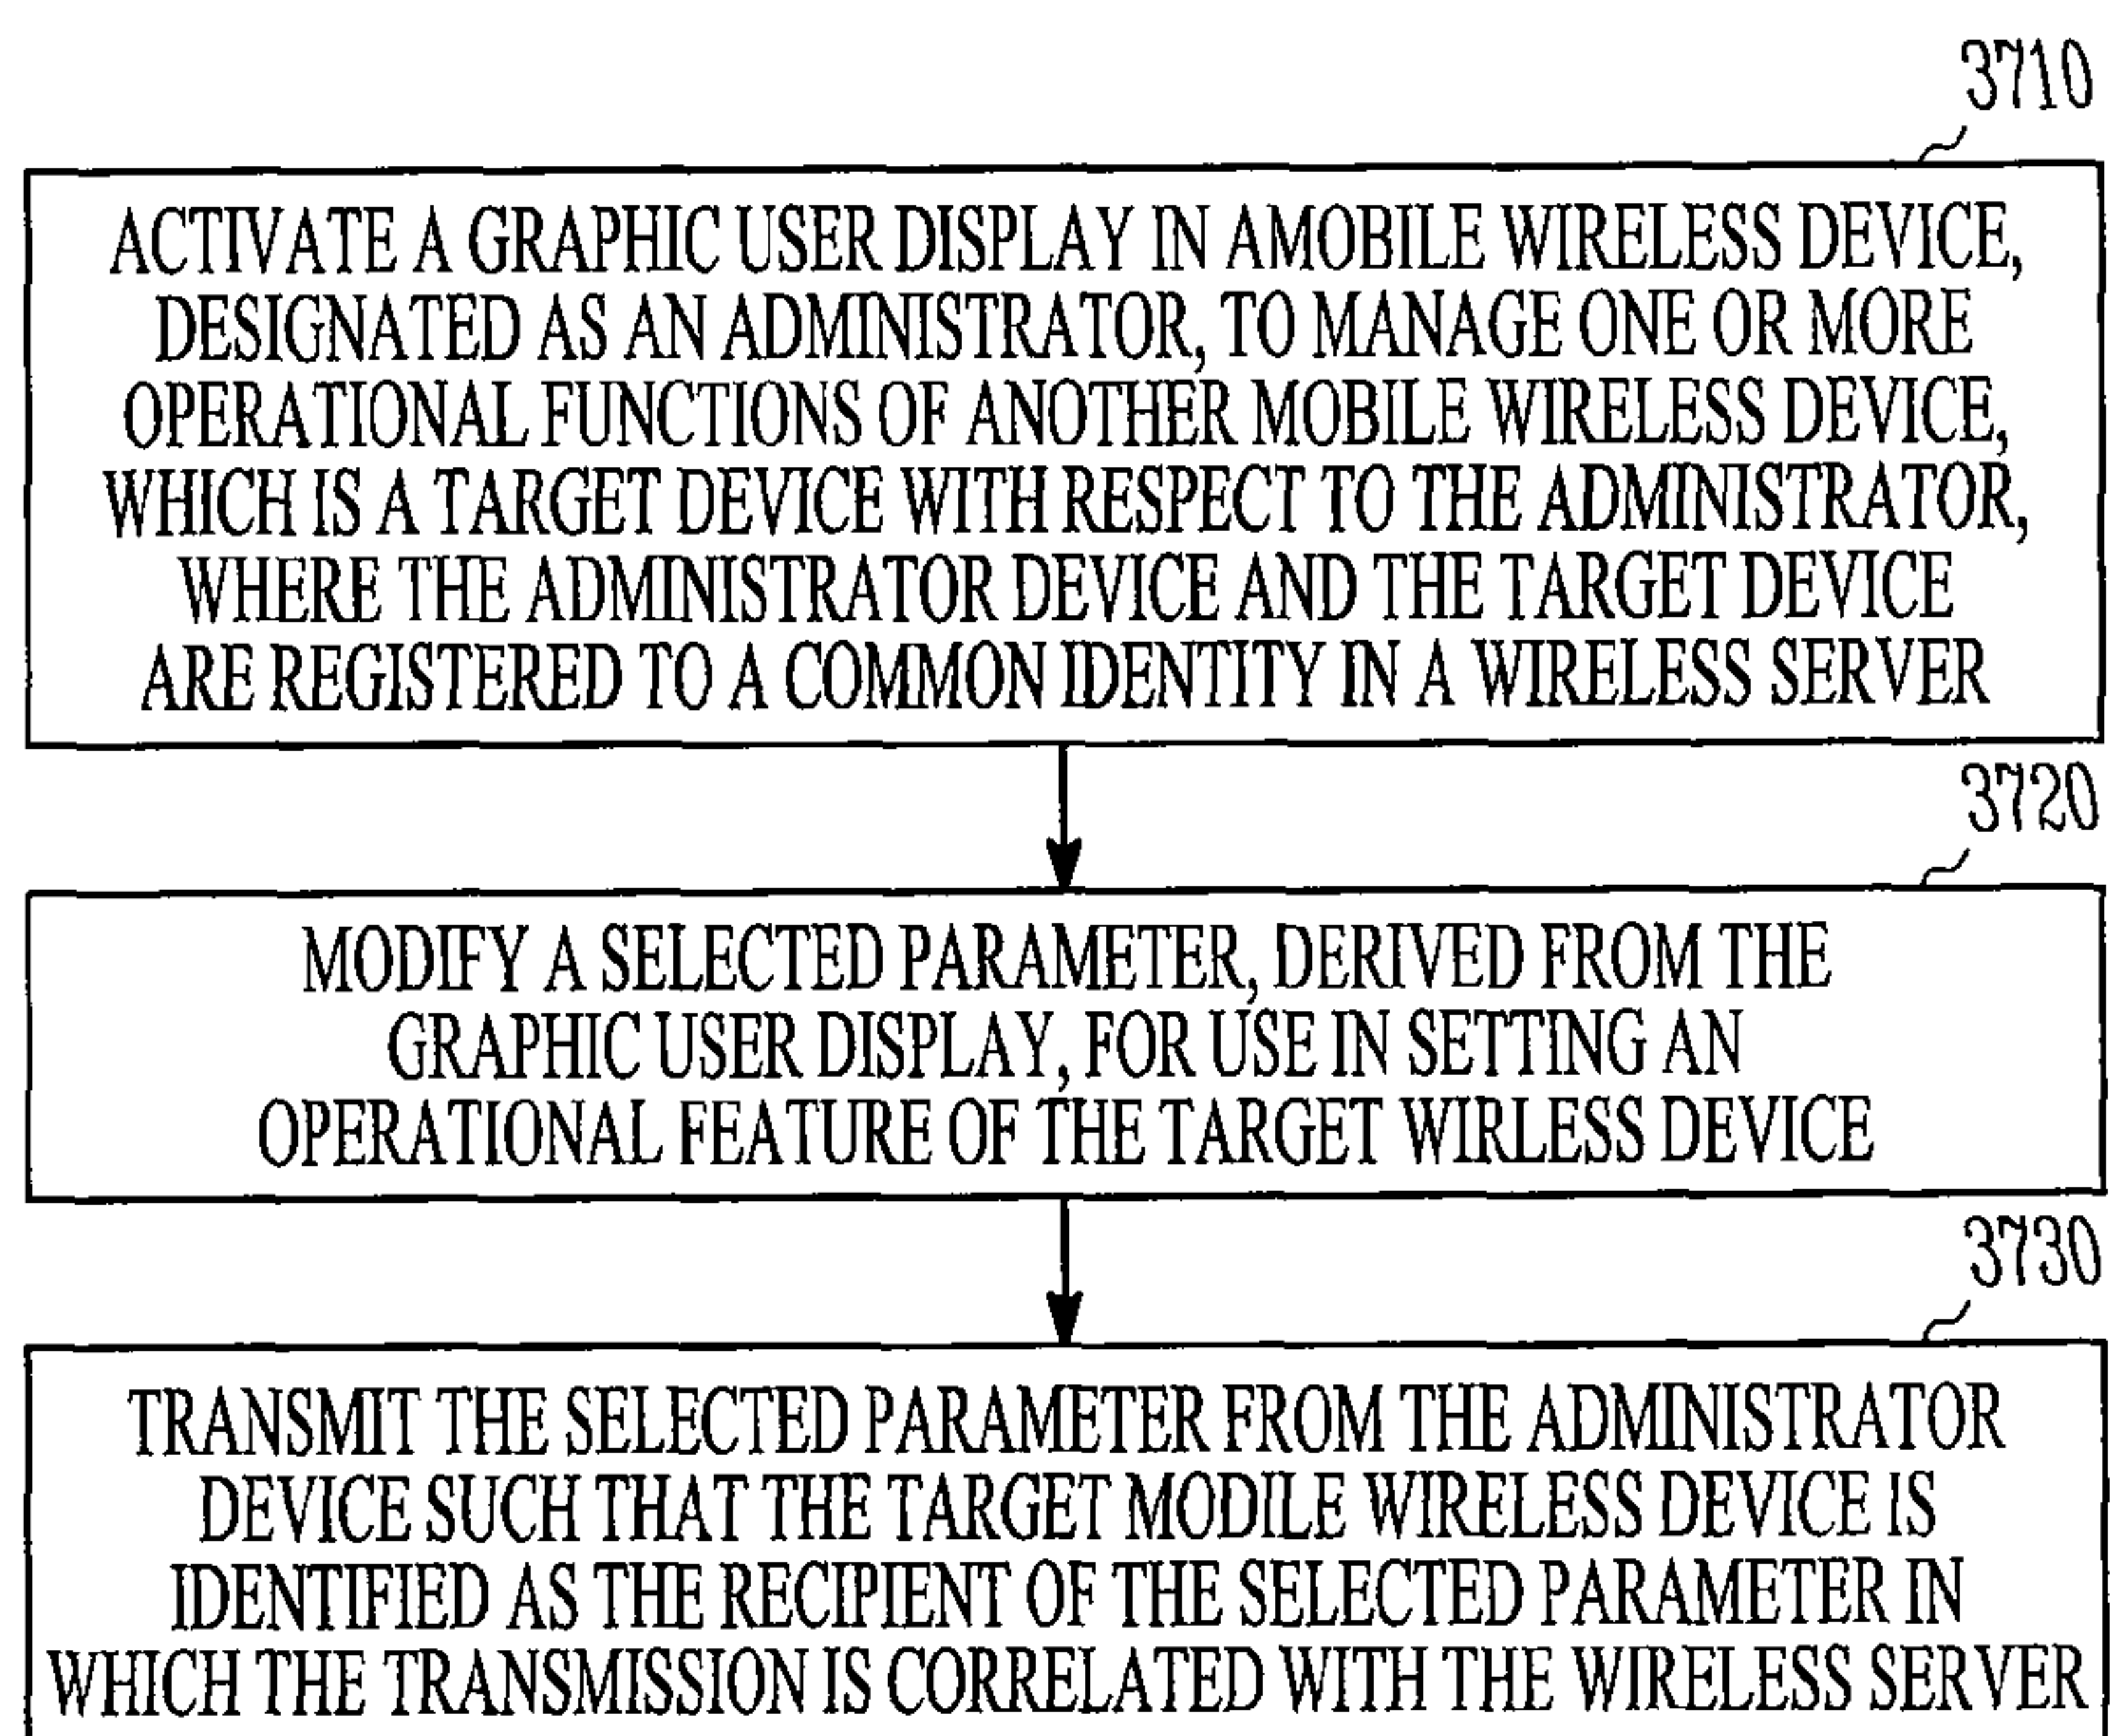 3710
ACTIVATE A GRAPHIC USER DISPLAY IN AMOBILE WIRELESS DEVICE,
DESIGNATED AS AN ADMINISTRATOR, TO MANAGE ONE OR MORE
OPERATIONAL FUNCTIONS OF ANOTHER MOBILE WIRELESS DEVICE,
WHICH IS A TARGET DEVICE WITH RESPECT TO THE ADMINISTRATOR,
WHERE THE ADMINISTRATOR DEVICE AND THE TARGET DEVICE
ARE REGISTERED TO A COMMON IDENTITY IN A WIRELESS SERVER
3720
MODIFY A SELECTED PARAMETER, DERIVED FROM THE
GRAPHIC USER DISPLAY, FOR USE IN SETTING AN
OPERATIONAL FEATURE OF THE TARGET WIRLESS DEVICE
3730
TRANSMIT THE SELECTED PARAMETER FROM THE ADMINISTRATOR
DEVICE SUCH THAT THE TARGET MODILE WIRELESS DEVICE IS
IDENTIFIED AS THE RECIPIENT OF THE SELECTED PARAMETER IN
WHICH THE TRANSMISSION IS CORRELATED WITH THE WIRELESS SERVER